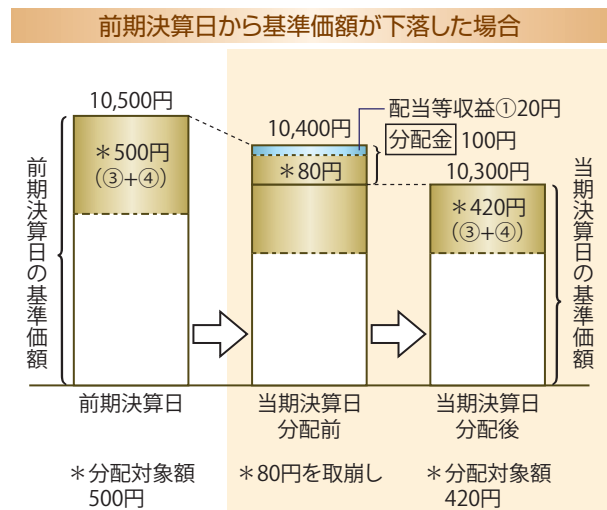 前期決算日から基準価額が下落した場合
10,500円
配当等収益①20円
10,400円
分配金 100円
＊500円
（③+④）
＊80円
10,300円
＊420円
（③+④）
前期決算日の基準価額
当期決算日の基準価額
前期決算日
当期決算日
分配前
当期決算日
分配後
＊分配対象額
500円
＊80円を取崩し
＊分配対象額
420円